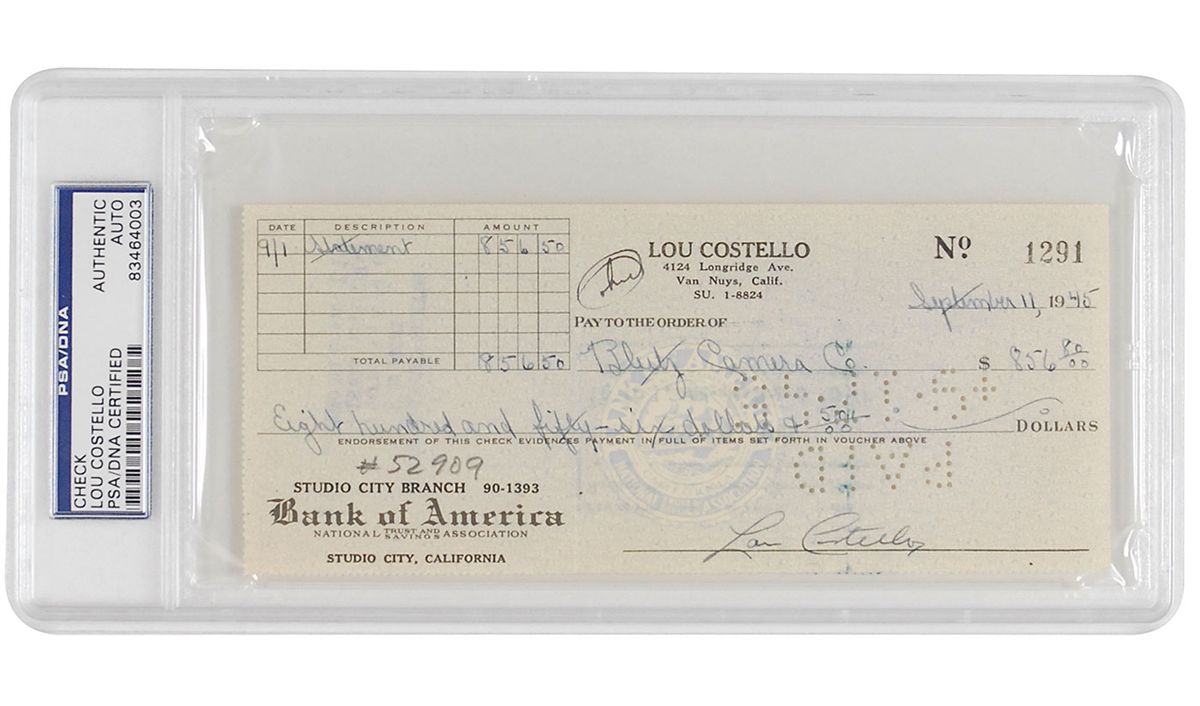 PSA/DNA
CHECK
LOU COSTELLO
PSA/DNA CERTIFIED
AUTHENTIC
AUTO
83464003
DATE DESCRIPTION AMOUNT
9/1 Statement 856 50
TOTAL PAYABLE 856 50
LOU COSTELLO
4124 Longridge Ave.
Van Nuys, Calif.
SU. 1-8824
Nº 1291
September 11, 1945
PAY TO THE ORDER OF
Camera Co. $ 856
Eight hundred and fifty-six dollars & DOLLARS
ENDORSEMENT OF THIS CHECK EVIDENCES PAYMENT IN FULL OF ITEMS SET FORTH IN VOUCHER ABOVE
#52909
STUDIO CITY BRANCH 90-1393
Bank of America
NATIONAL TRUST AND SAVINGS ASSOCIATION
STUDIO CITY, CALIFORNIA
Lou Costello
PAID